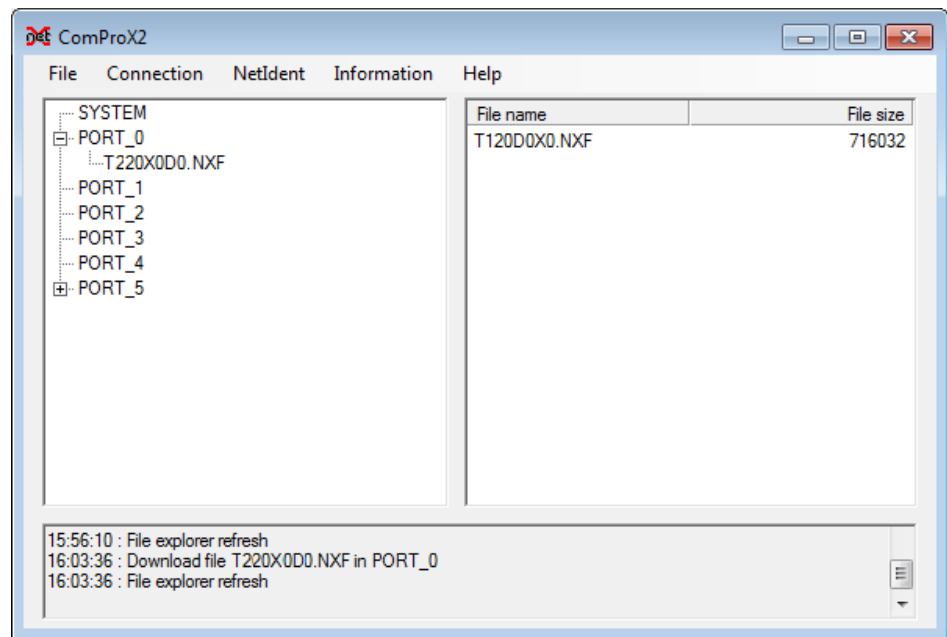 net ComProX2
File Connection NetIdent Information Help
SYSTEM
PORT_0
T220X0D0.NXF
PORT_1
PORT_2
PORT_3
PORT_4
PORT_5
File name File size
T120D0X0.NXF 716032
15:56:10 : File explorer refresh
16:03:36 : Download file T220X0D0.NXF in PORT_0
16:03:36 : File explorer refresh